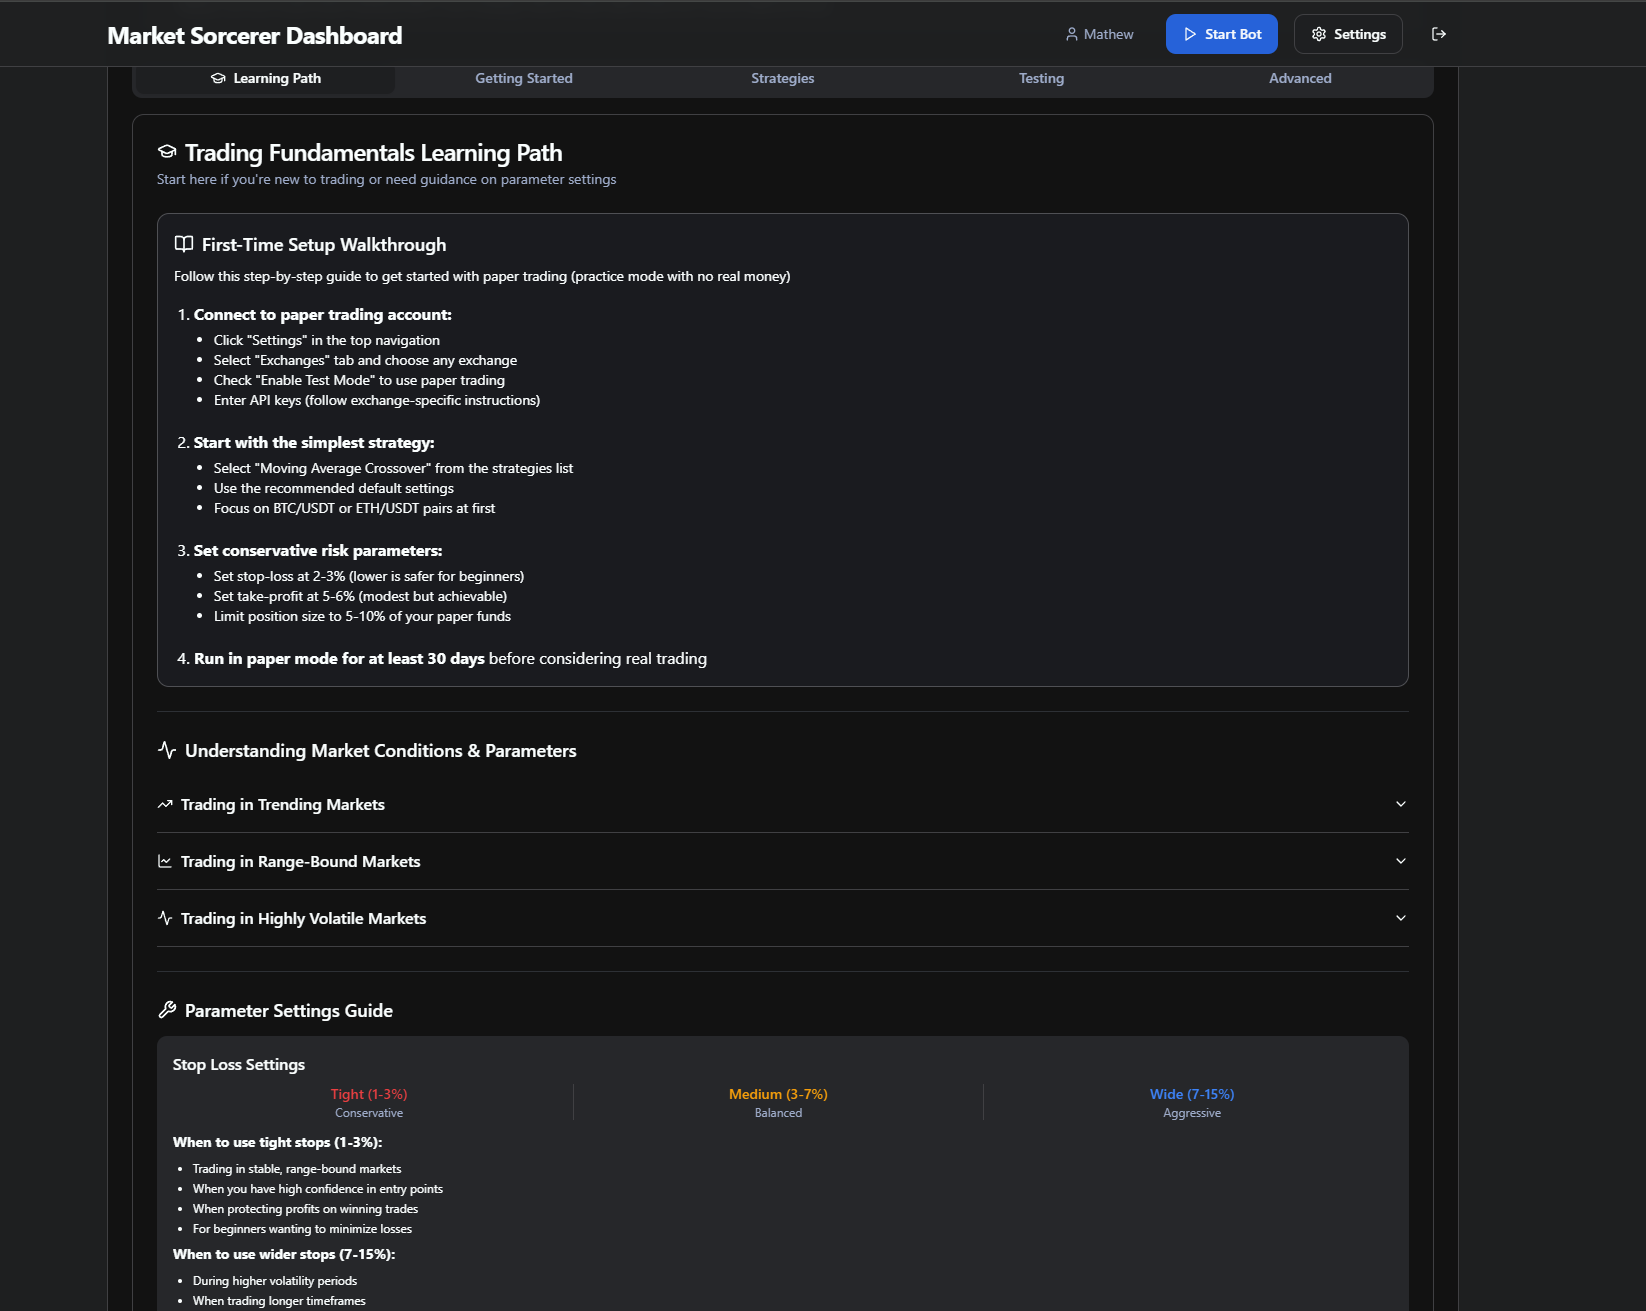 Market Sorcerer Dashboard
Mathew
Start Bot
Settings
Learning Path
Getting Started
Strategies
Testing
Advanced
Trading Fundamentals Learning Path
Start here if you're new to trading or need guidance on parameter settings
First-Time Setup Walkthrough
Follow this step-by-step guide to get started with paper trading (practice mode with no real money)
1. Connect to paper trading account:
• Click "Settings" in the top navigation
• Select "Exchanges" tab and choose any exchange
• Check "Enable Test Mode" to use paper trading
• Enter API keys (follow exchange-specific instructions)
2. Start with the simplest strategy:
• Select "Moving Average Crossover" from the strategies list
• Use the recommended default settings
• Focus on BTC/USDT or ETH/USDT pairs at first
3. Set conservative risk parameters:
• Set stop-loss at 2-3% (lower is safer for beginners)
• Set take-profit at 5-6% (modest but achievable)
• Limit position size to 5-10% of your paper funds
4. Run in paper mode for at least 30 days before considering real trading
Understanding Market Conditions & Parameters
Trading in Trending Markets
Trading in Range-Bound Markets
Trading in Highly Volatile Markets
Parameter Settings Guide
Stop Loss Settings
Tight (1-3%)
Conservative
Medium (3-7%)
Balanced
Wide (7-15%)
Aggressive
When to use tight stops (1-3%):
• Trading in stable, range-bound markets
• When you have high confidence in entry points
• When protecting profits on winning trades
• For beginners wanting to minimize losses
When to use wider stops (7-15%):
• During higher volatility periods
• When trading longer timeframes